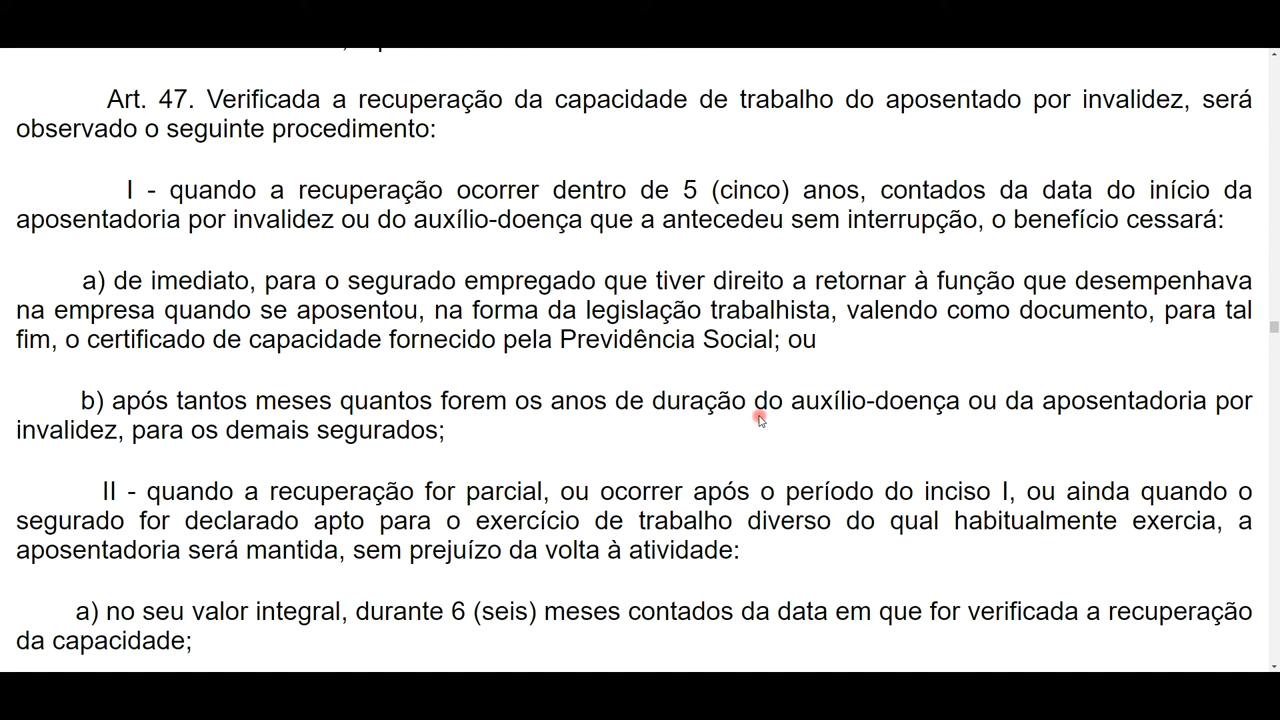 Art. 47. Verificada a recuperação da capacidade de trabalho do aposentado por invalidez, será
observado o seguinte procedimento:
I - quando a recuperação ocorrer dentro de 5 (cinco) anos, contados da data do início da
aposentadoria por invalidez ou do auxílio-doença que a antecedeu sem interrupção, o benefício cessará:
a) de imediato, para o segurado empregado que tiver direito a retornar à função que desempenhava
na empresa quando se aposentou, na forma da legislação trabalhista, valendo como documento, para tal
fim, o certificado de capacidade fornecido pela Previdência Social; ou
b) após tantos meses quantos forem os anos de duração do auxílio-doença ou da aposentadoria por
invalidez, para os demais segurados;
II - quando a recuperação for parcial, ou ocorrer após o período do inciso I, ou ainda quando o
segurado for declarado apto para o exercício de trabalho diverso do qual habitualmente exercia, a
aposentadoria será mantida, sem prejuízo da volta à atividade:
a) no seu valor integral, durante 6 (seis) meses contados da data em que for verificada a recuperação
da capacidade;